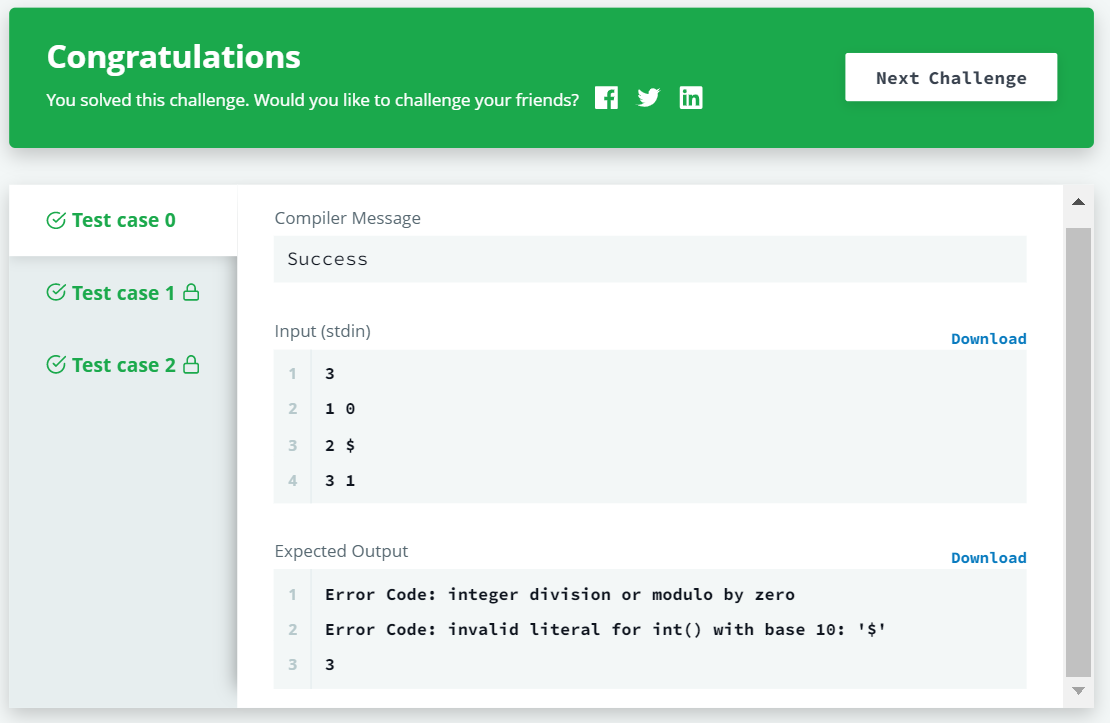 Congratulations
You solved this challenge. Would you like to challenge your friends?
Next Challenge
Test case 0
Test case 1
Test case 2
Compiler Message
Success
Input (stdin)
Download
1 3
2 1 0
3 2 $
4 3 1
Expected Output
Download
1 Error Code: integer division or modulo by zero
2 Error Code: invalid literal for int() with base 10: '$'
3 3